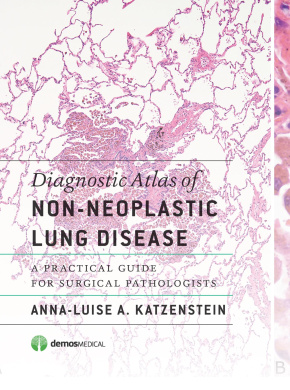 Diagnostic Atlas of
NON-NEOPLASTIC
LUNG DISEASE
A PRACTICAL GUIDE
FOR SURGICAL PATHOLOGISTS
ANNA-LUISE A. KATZENSTEIN
demosMEDICAL
B